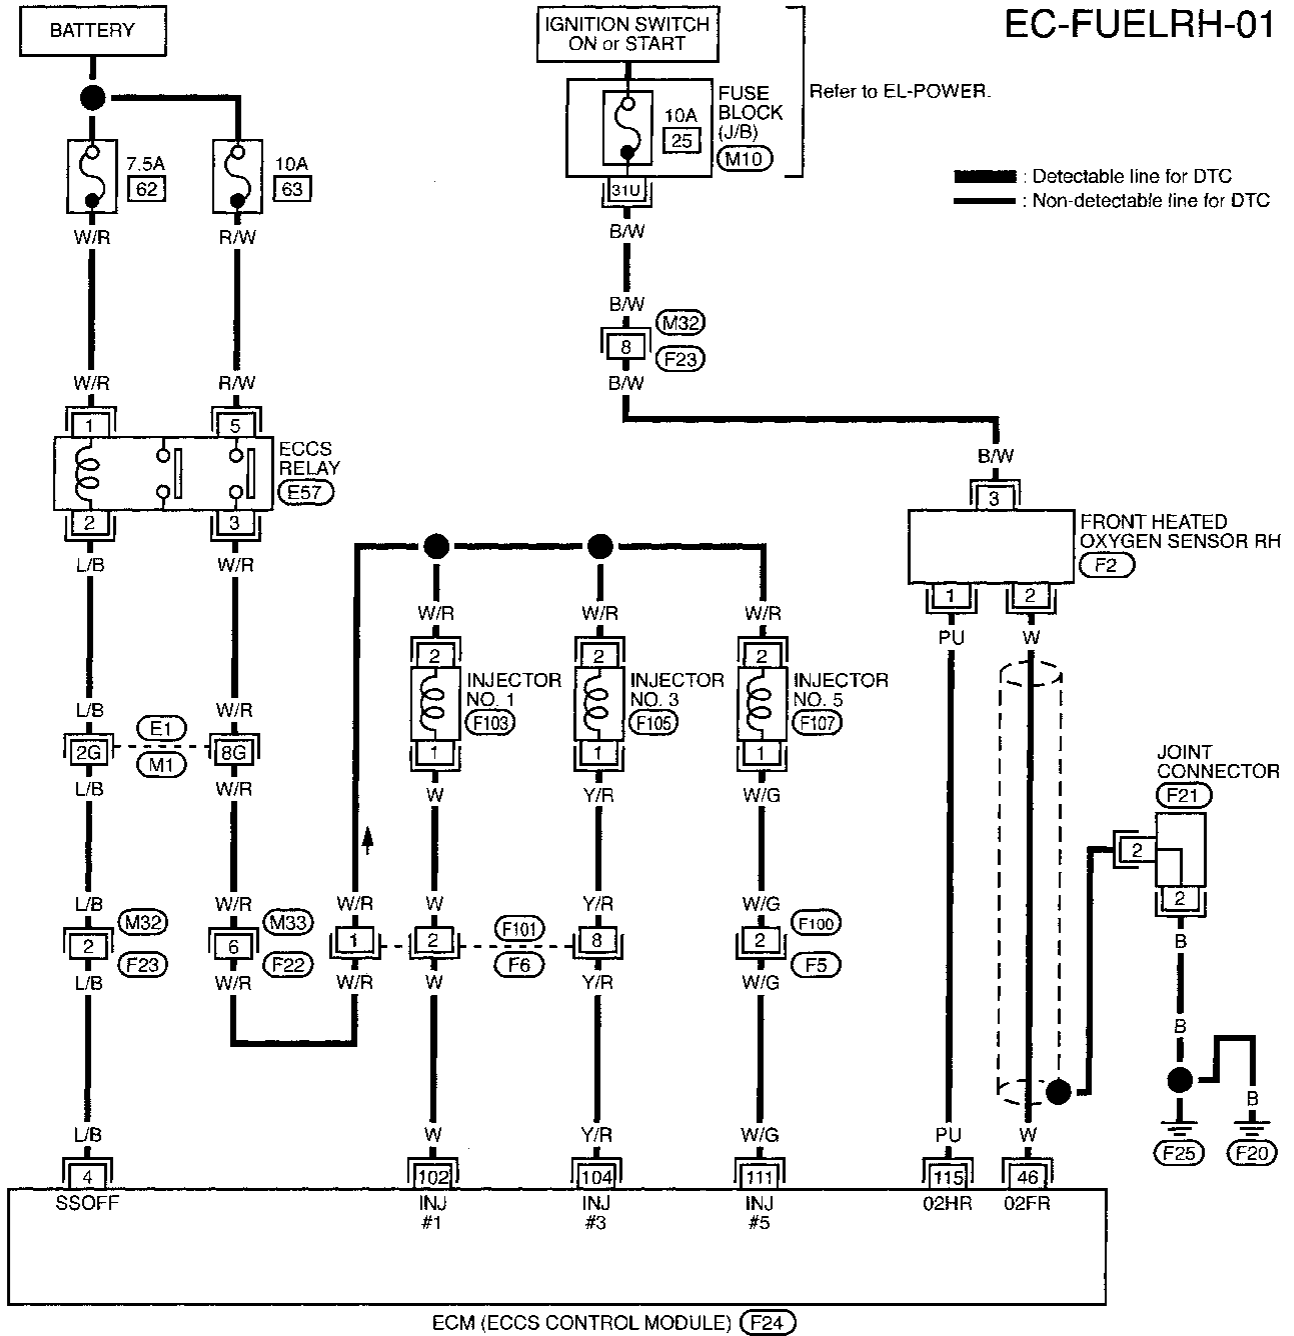 BATTERY
IGNITION SWITCH
ON or START
EC-FUELRH-01
Refer to EL-POWER.
FUSE
BLOCK
(J/B)
M10
10A
25
31U
7.5A
62
10A
63
: Detectable line for DTC
: Non-detectable line for DTC
W/R
R/W
B/W
B/W
M32
8
F23
W/R
R/W
B/W
1
5
ECCS
RELAY
E57
B/W
3
2
3
FRONT HEATED
OXYGEN SENSOR RH
F2
L/B
W/R
1
2
W/R
W/R
W/R
PU
W
2
2
2
INJECTOR
NO. 1
F103
INJECTOR
NO. 3
F105
INJECTOR
NO. 5
F107
L/B
W/R
E1
2G
8G
M1
1
1
1
JOINT
CONNECTOR
F21
L/B
W/R
W
Y/R
W/G
2
2
L/B
W/R
W/R
W
Y/R
W/G
M32
M33
F101
F100
2
6
1
2
8
2
F23
F22
F6
F5
B
L/B
W/R
W/R
W
Y/R
W/G
B
B
L/B
W
Y/R
W/G
PU
W
F25
F20
4
102
104
111
115
46
SSOFF
INJ
#1
INJ
#3
INJ
#5
02HR
02FR
ECM (ECCS CONTROL MODULE)
F24